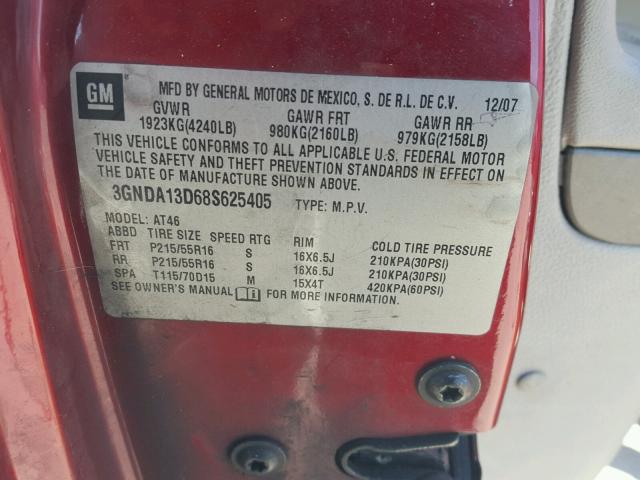 GM
MFD BY GENERAL MOTORS DE MEXICO, S. DE R.L. DE C.V. 12/07
GVWR GAWR FRT GAWR RR
1923KG(4240LB) 980KG(2160LB) 979KG(2158LB)
THIS VEHICLE CONFORMS TO ALL APPLICABLE U.S. FEDERAL MOTOR
VEHICLE SAFETY AND THEFT PREVENTION STANDARDS IN EFFECT ON
THE DATE OF MANUFACTURE SHOWN ABOVE.
3GNDA13D68S625405 TYPE: M.P.V.
MODEL: AT46
ABBD TIRE SIZE SPEED RTG RIM COLD TIRE PRESSURE
FRT P215/55R16 S 16X6.5J 210KPA(30PSI)
RR P215/55R16 S 16X6.5J 210KPA(30PSI)
SPA T115/70D15 M 15X4T 420KPA(60PSI)
SEE OWNER'S MANUAL FOR MORE INFORMATION.